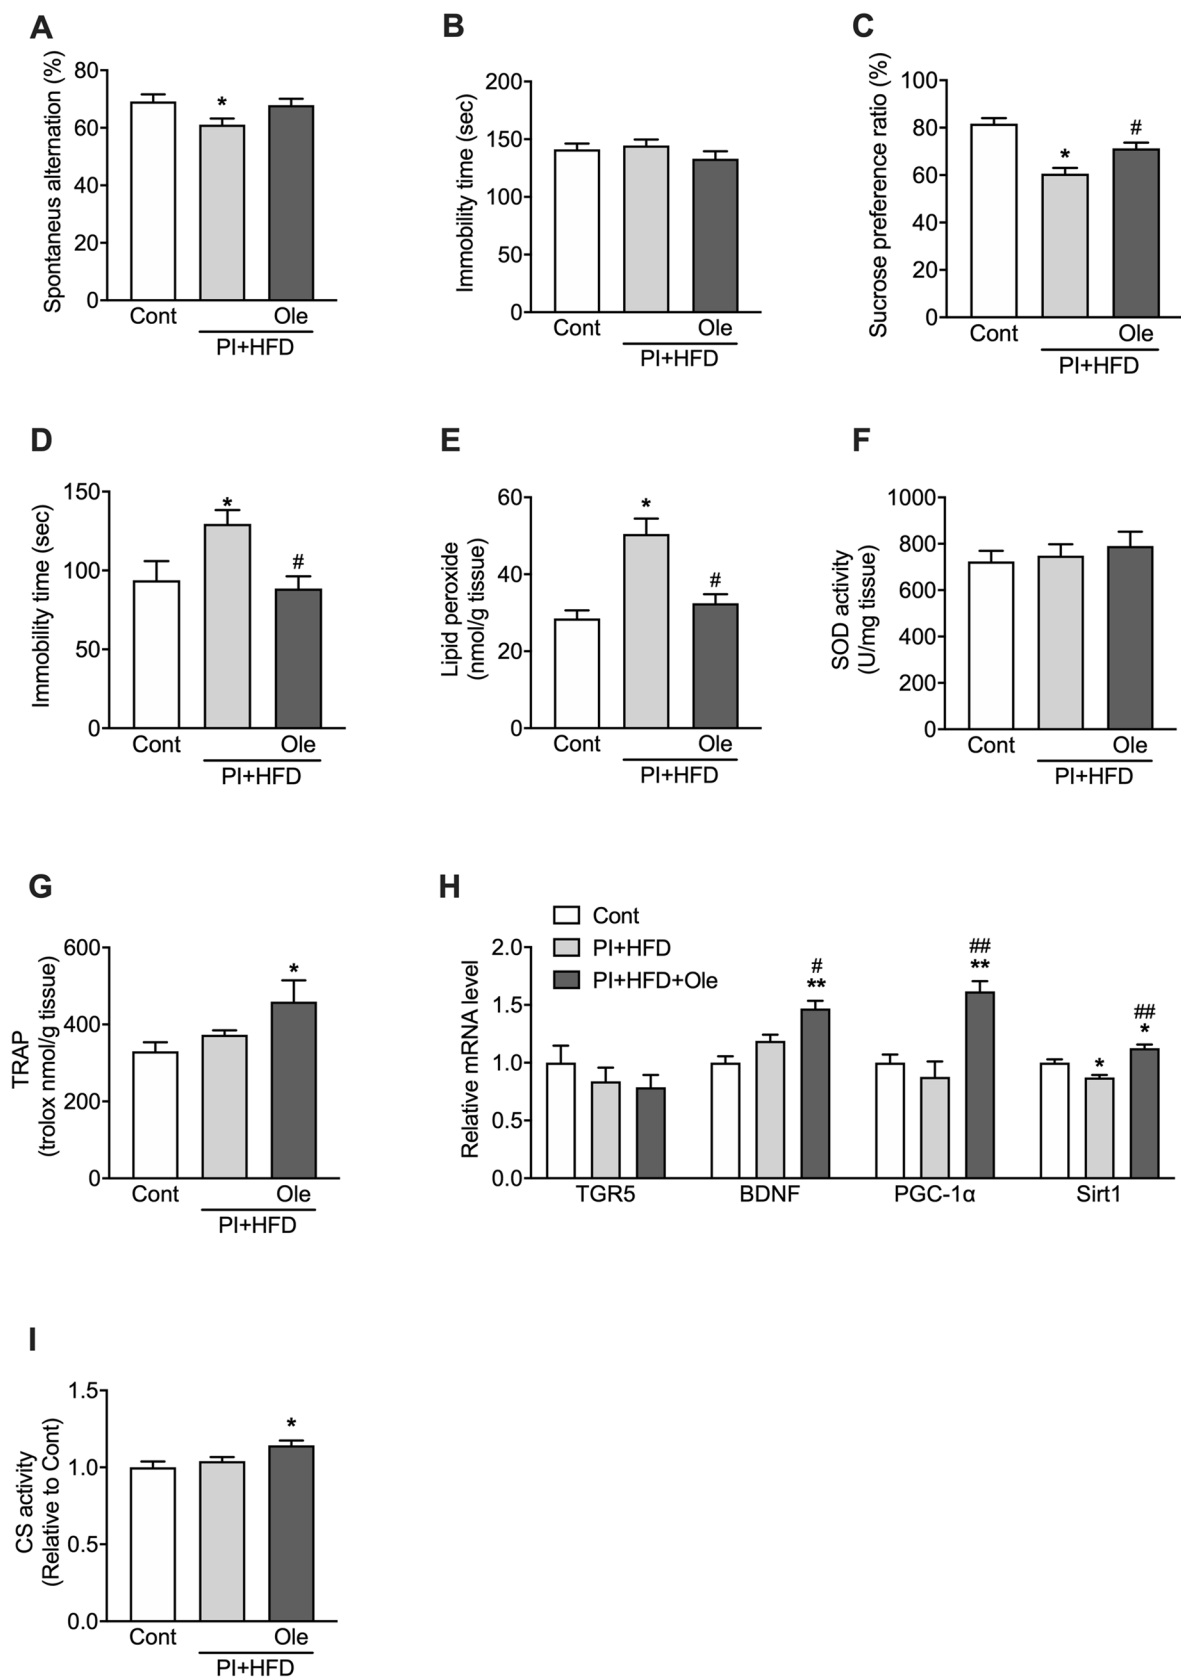 A
Spontaneus alternation (%)
80
60
40
20
0
*
Cont
Ole
PI+HFD
B
Immobility time (sec)
200
150
100
50
0
Cont
Ole
PI+HFD
C
Sucrose preference ratio (%)
100
80
60
40
20
0
*
#
Cont
Ole
PI+HFD
D
Immobility time (sec)
150
100
50
0
*
#
Cont
Ole
PI+HFD
E
Lipid peroxide
(nmol/g tissue)
60
40
20
0
*
#
Cont
Ole
PI+HFD
F
SOD activity
(U/mg tissue)
1000
800
600
400
200
0
Cont
Ole
PI+HFD
G
TRAP
(trolox nmol/g tissue)
600
400
200
0
*
Cont
Ole
PI+HFD
H
Cont
PI+HFD
PI+HFD+Ole
Relative mRNA level
2.0
1.5
1.0
0.5
0.0
#
**
##
**
*
##
*
TGR5
BDNF
PGC-1α
Sirt1
I
CS activity
(Relative to Cont)
1.5
1.0
0.5
0.0
*
Cont
Ole
PI+HFD